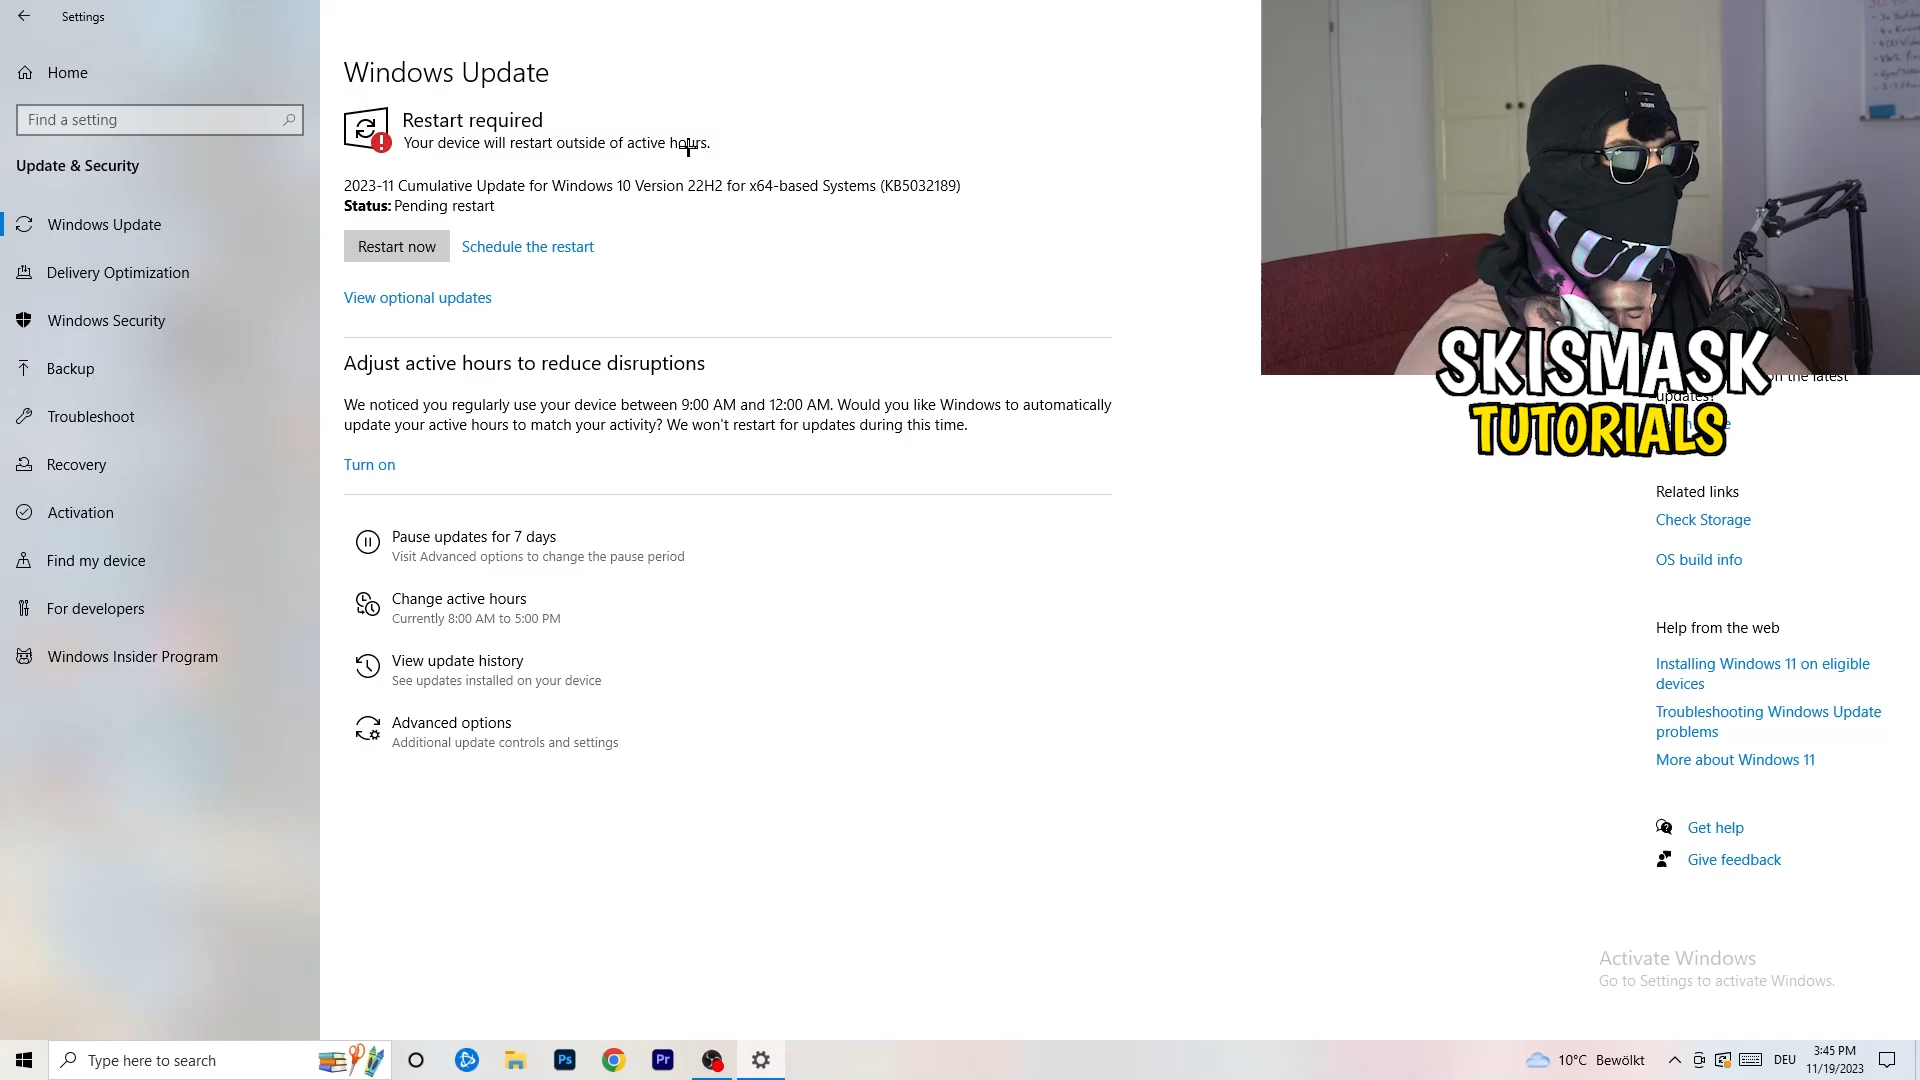 Settings
Home
Find a setting
Update & Security
Windows Update
Delivery Optimization
Windows Security
Backup
Troubleshoot
Recovery
Activation
Find my device
For developers
Windows Insider Program
Windows Update
Restart required
Your device will restart outside of active hours.
2023-11 Cumulative Update for Windows 10 Version 22H2 for x64-based Systems (KB5032189)
Status: Pending restart
Restart now
Schedule the restart
View optional updates
Adjust active hours to reduce disruptions
We noticed you regularly use your device between 9:00 AM and 12:00 AM. Would you like Windows to automatically
update your active hours to match your activity? We won't restart for updates during this time.
Turn on
Pause updates for 7 days
Visit Advanced options to change the pause period
Change active hours
Currently 8:00 AM to 5:00 PM
View update history
See updates installed on your device
Advanced options
Additional update controls and settings
SKISMASK
TUTORIALS
on the latest
updates?
Related links
Check Storage
OS build info
Help from the web
Installing Windows 11 on eligible
devices
Troubleshooting Windows Update
problems
More about Windows 11
Get help
Give feedback
Activate Windows
Go to Settings to activate Windows.
Type here to search
Ps
Pr
10°C Bewölkt
DEU
3:45 PM
11/19/2023